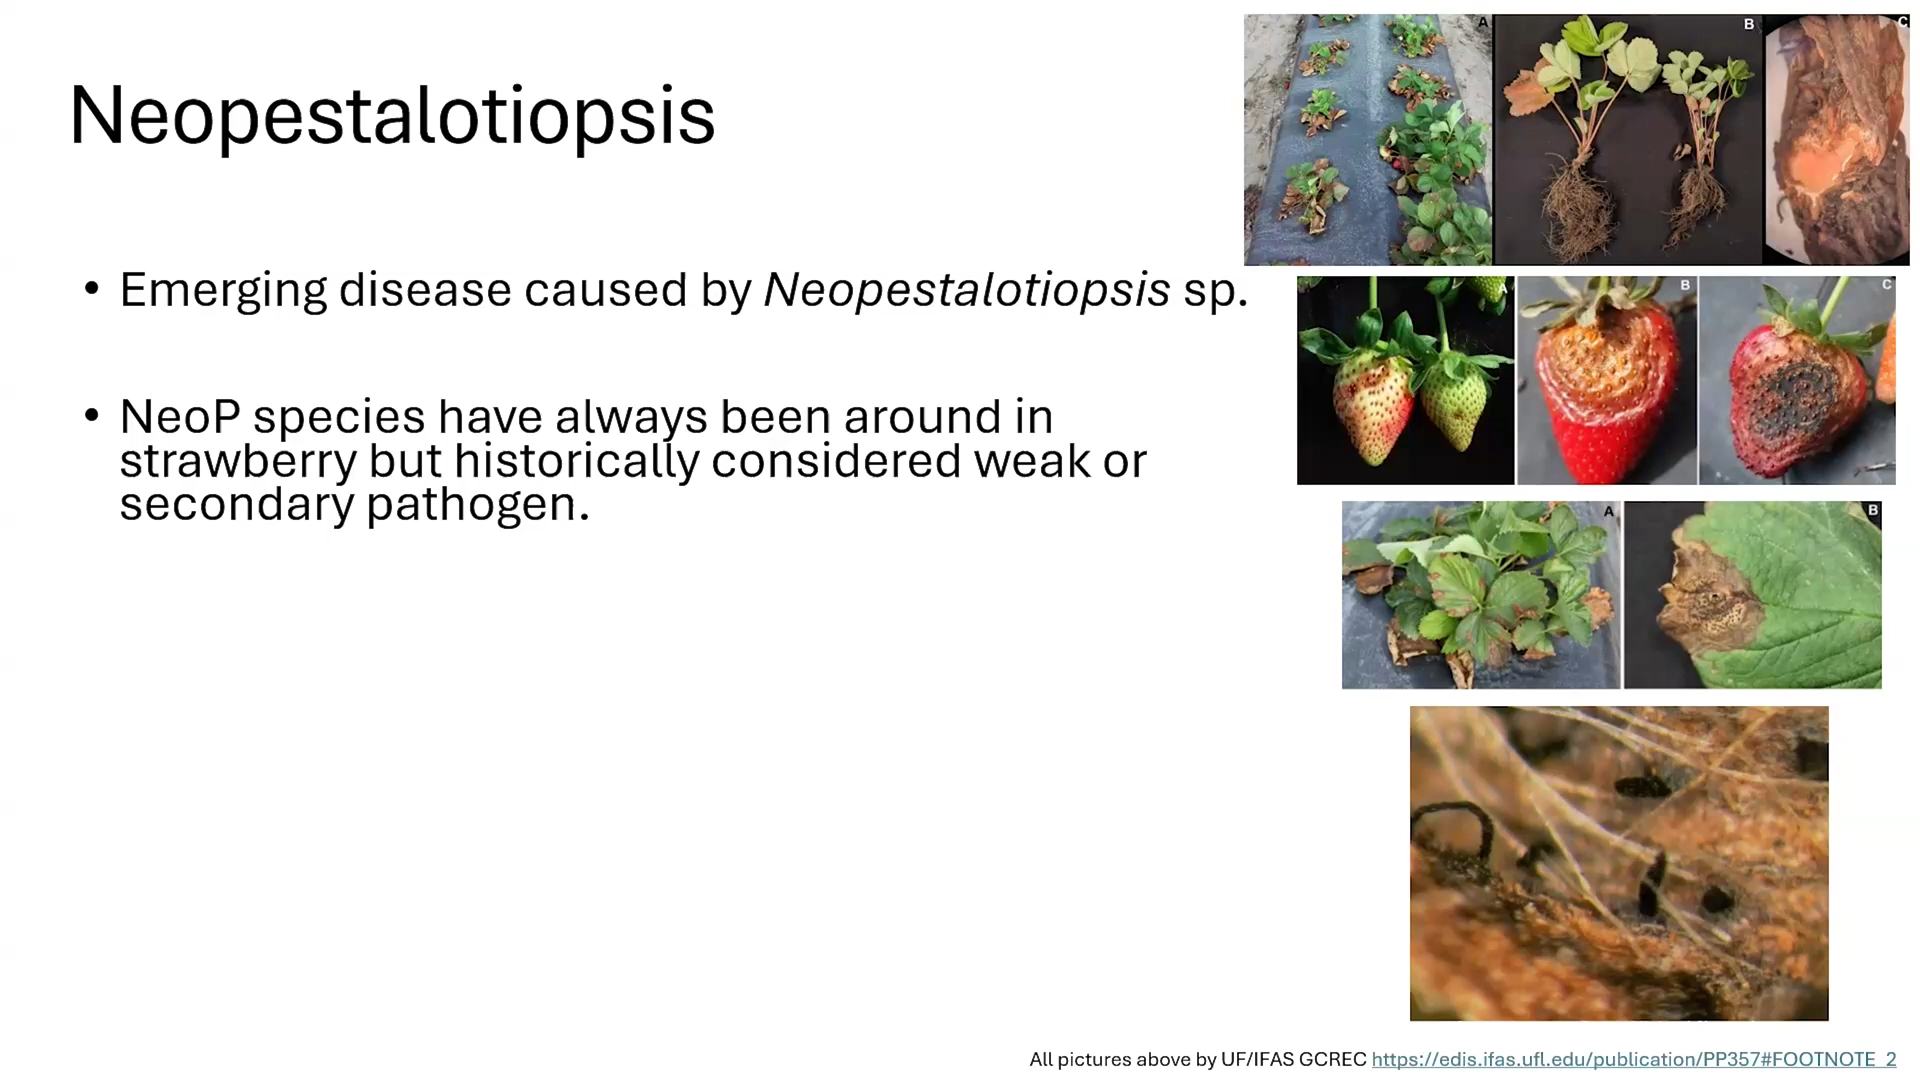 Neopestalotiopsis
• Emerging disease caused by Neopestalotiopsis sp.
• NeoP species have always been around in
strawberry but historically considered weak or
secondary pathogen.
A
B
C
A
B
C
A
B
All pictures above by UF/IFAS GCREC https://edis.ifas.ufl.edu/publication/PP357#FOOTNOTE_2